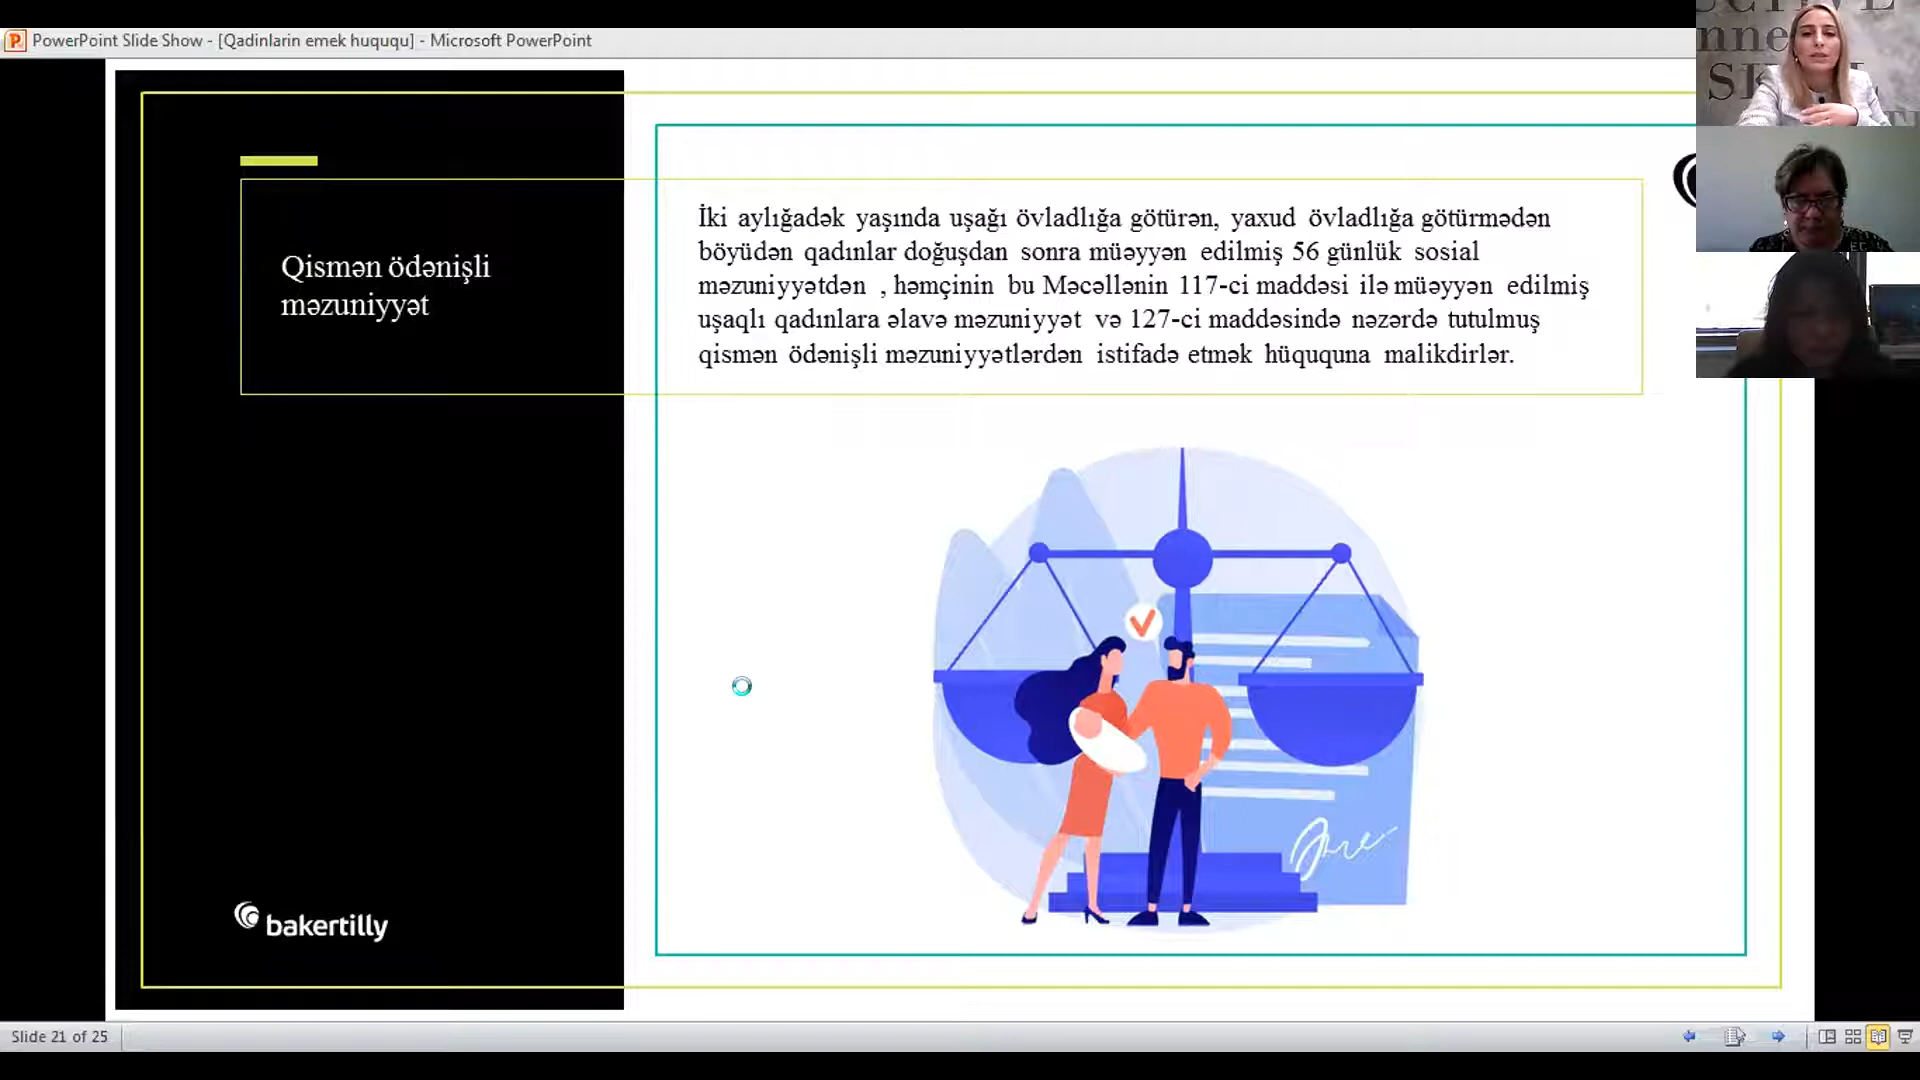 PowerPoint Slide Show - [Qadinlarin emek huququ] - Microsoft PowerPoint
Qismən ödənişli
məzuniyyət
İki aylığadək yaşında uşağı övladlığa götürən, yaxud övladlığa götürmədən
böyüdən qadınlar doğuşdan sonra müəyyən edilmiş 56 günlük sosial
məzuniyyətdən , həmçinin bu Məcəllənin 117-ci maddəsi ilə müəyyən edilmiş
uşaqlı qadınlara əlavə məzuniyyət və 127-ci maddəsində nəzərdə tutulmuş
qismən ödənişli məzuniyyətlərdən istifadə etmək hüququna malikdirlər.
bakertilly
Slide 21 of 25